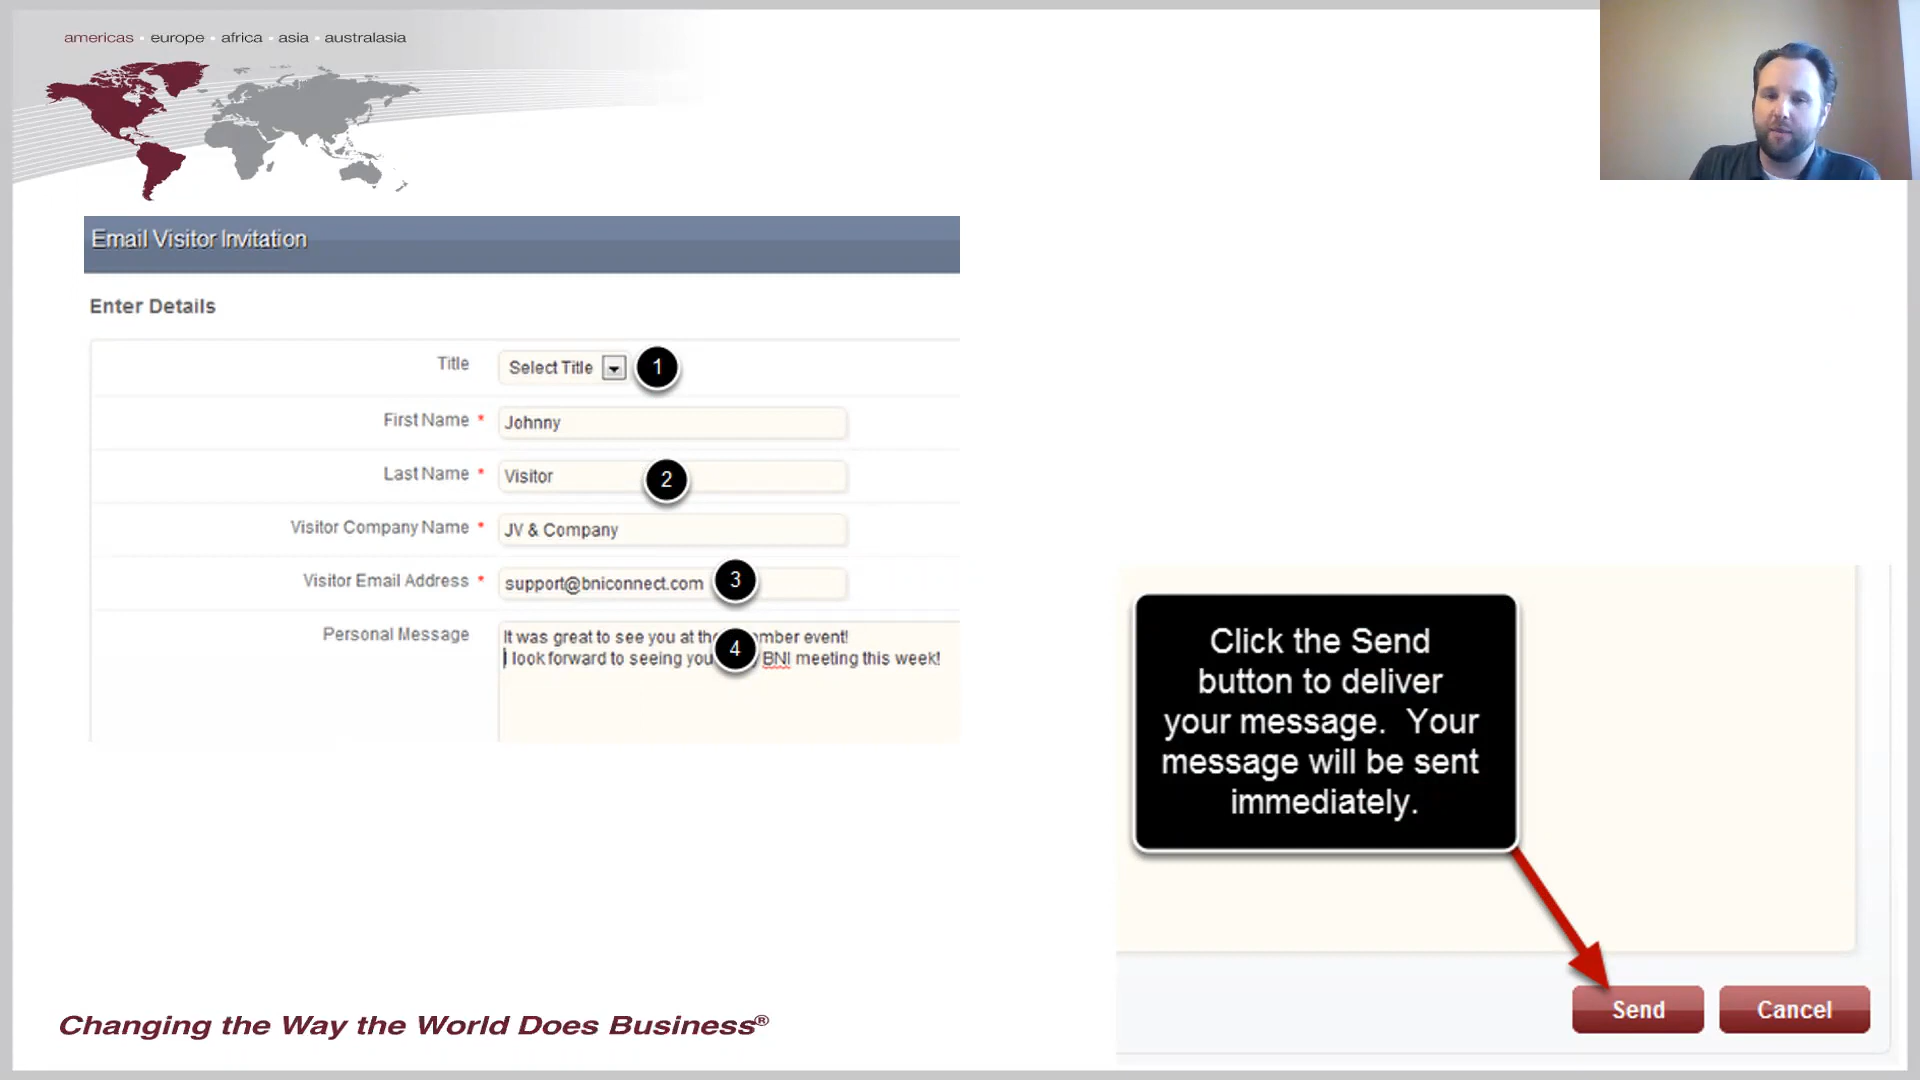 americas europe africa asia australasia
Email Visitor Invitation
Enter Details
Title Select Title 1
First Name * Johnny
Last Name * Visitor 2
Visitor Company Name * JV & Company
Visitor Email Address * support@bniconnect.com 3
Personal Message It was great to see you at the mber event!
I look forward to seeing you 4 BNI meeting this week!
Click the Send
button to deliver
your message. Your
message will be sent
immediately.
Send Cancel
Changing the Way the World Does Business®